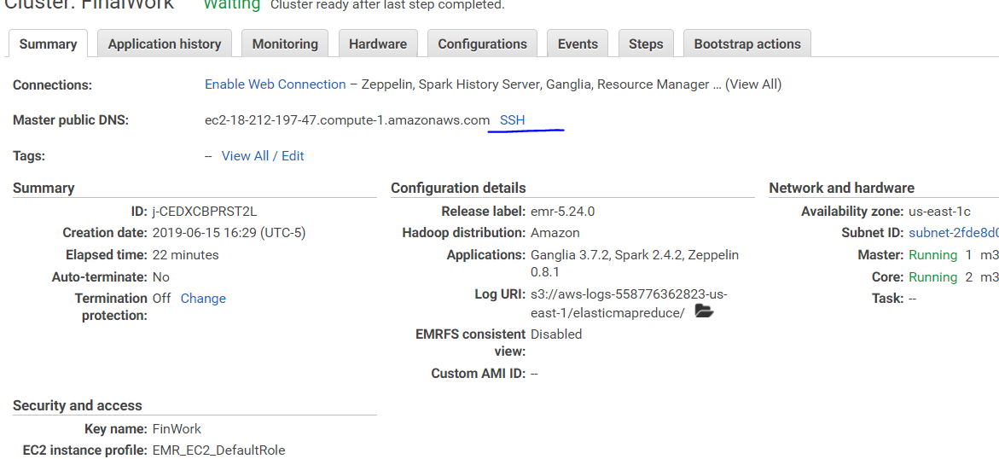 Cluster: FinalWork Waiting Cluster ready after last step completed.
Summary Application history Monitoring Hardware Configurations Events Steps Bootstrap actions
Connections: Enable Web Connection – Zeppelin, Spark History Server, Ganglia, Resource Manager … (View All)
Master public DNS: ec2-18-212-197-47.compute-1.amazonaws.com SSH
Tags: -- View All / Edit
Summary
ID: j-CEDXCBPRST2L
Creation date: 2019-06-15 16:29 (UTC-5)
Elapsed time: 22 minutes
Auto-terminate: No
Termination protection: Off Change
Configuration details
Release label: emr-5.24.0
Hadoop distribution: Amazon
Applications: Ganglia 3.7.2, Spark 2.4.2, Zeppelin
0.8.1
Log URI: s3://aws-logs-558776362823-us-
east-1/elasticmapreduce/
EMRFS consistent view: Disabled
Custom AMI ID: --
Network and hardware
Availability zone: us-east-1c
Subnet ID: subnet-2fde8d0
Master: Running 1 m3
Core: Running 2 m3
Task: --
Security and access
Key name: FinWork
EC2 instance profile: EMR_EC2_DefaultRole